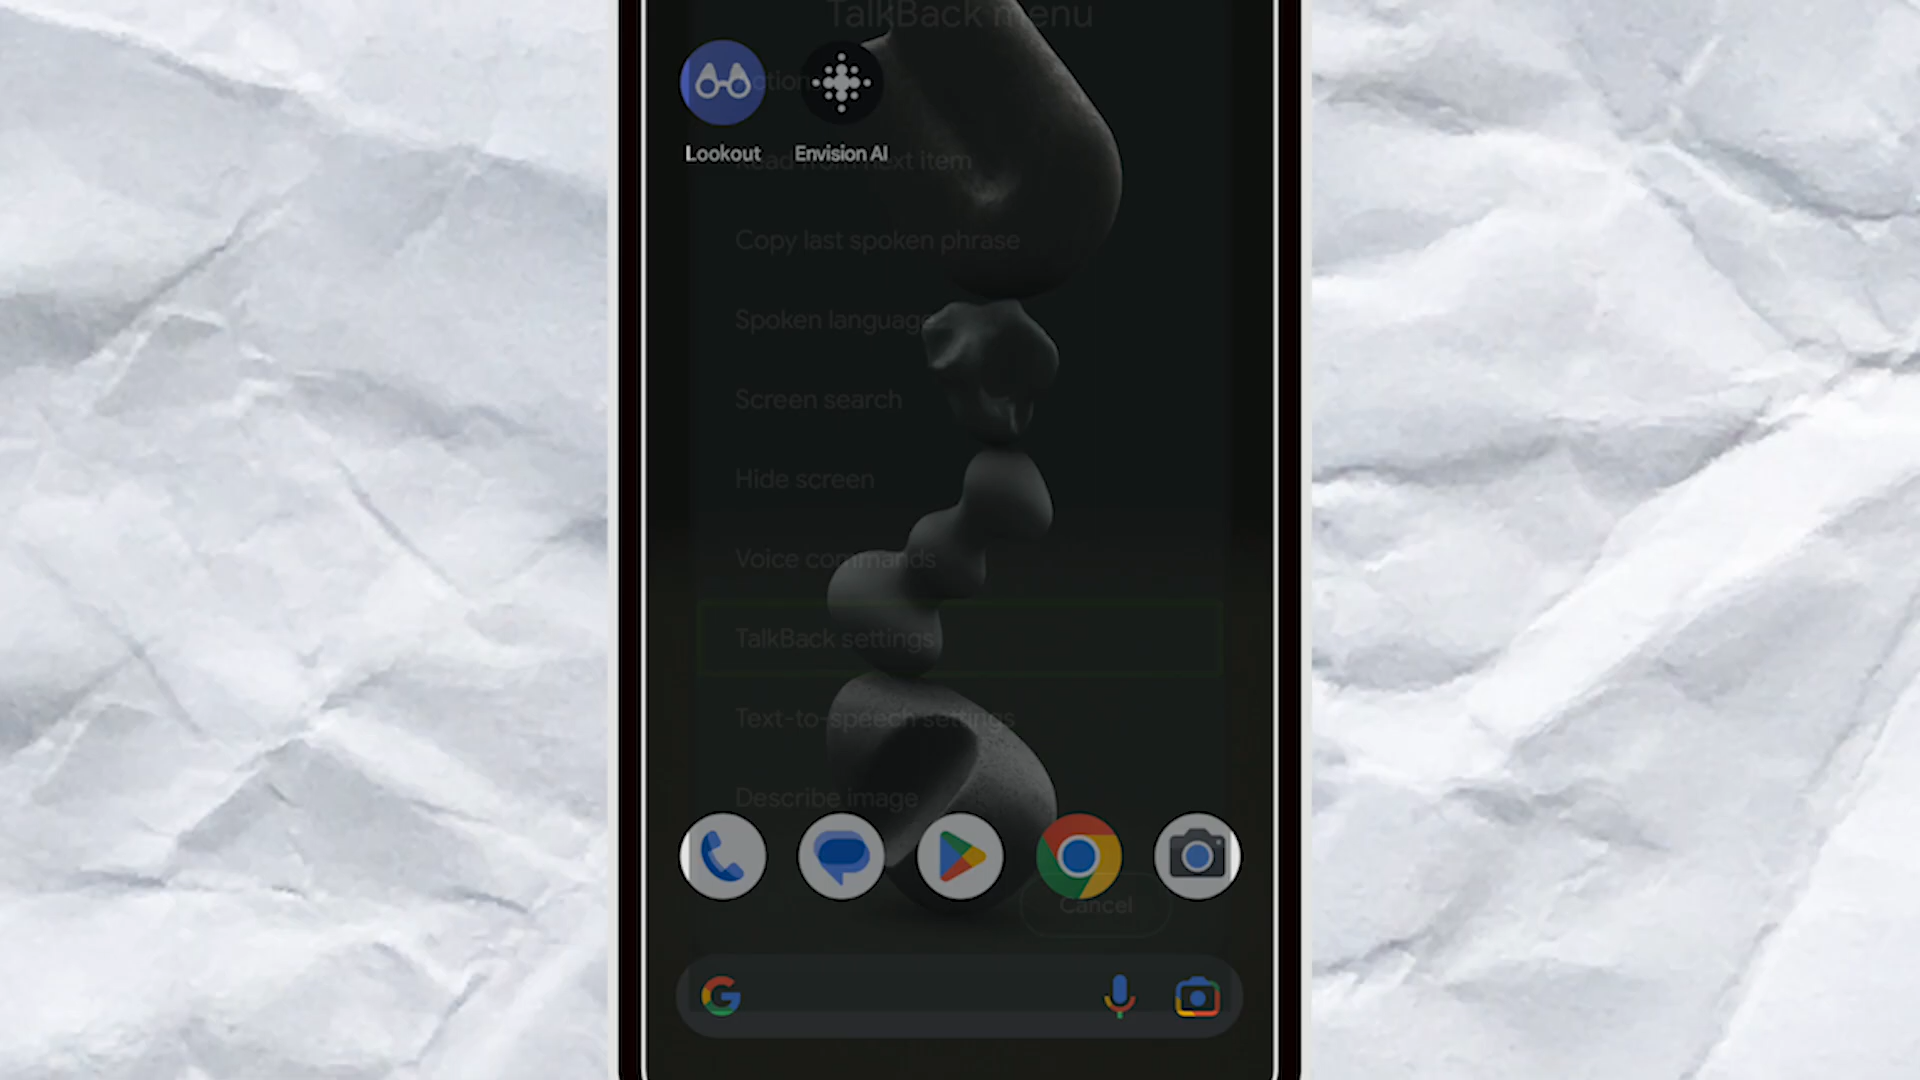 TalkBack menu
Actions
Lookout
Envision AI
Read from next item
Copy last spoken phrase
Spoken language
Screen search
Hide screen
Voice commands
TalkBack settings
Text-to-speech settings
Describe image
Cancel